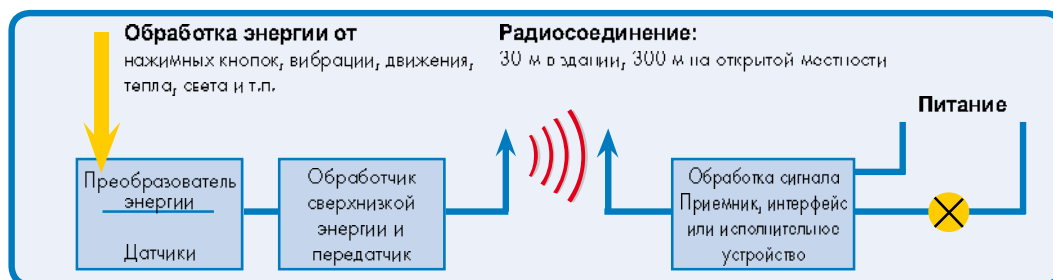 Обработка энергии от
нажимных кнопок, вибрации, движения,
тепла, света и т.п.
Радиосоединение:
30 м в здании, 300 м на открытой местности
Питание
Преобразователь
энергии
Датчики
Обработчик
сверхнизкой
энергии и
передатчик
Обработка сигнала
Приемник, интерфейс
или исполнительное
устройство